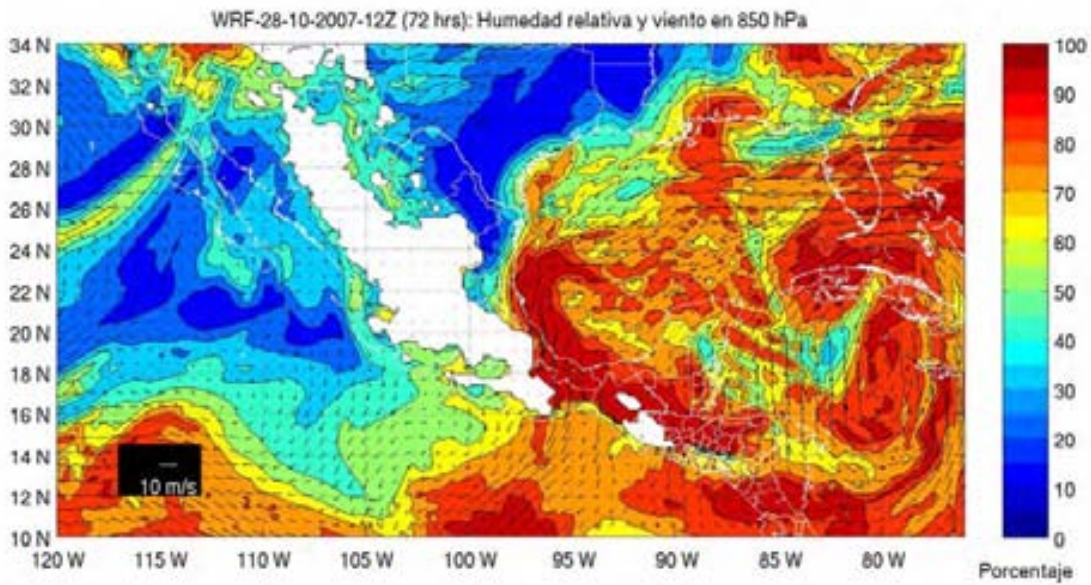 WRF-28-10-2007-12Z (72 hrs): Humedad relativa y viento en 850 hPa
34 N
32 N
30 N
28 N
26 N
24 N
22 N
20 N
18 N
16 N
14 N
12 N
10 N
10 m/s
120 W 115 W 110 W 105 W 100 W 95 W 90 W 85 W 80 W
100
90
80
70
60
50
40
30
20
10
0
Porcentaje